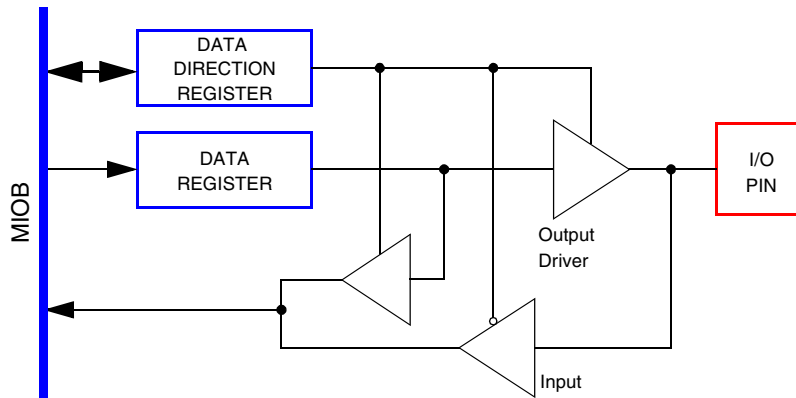 DATA
DIRECTION
REGISTER
DATA
REGISTER
I/O
PIN
MIOB
Output
Driver
Input